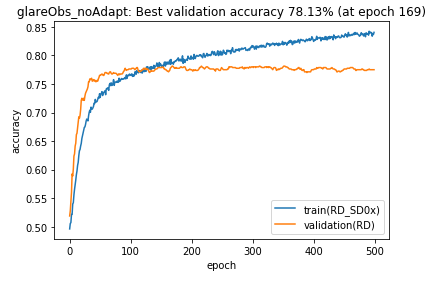 glareObs_noAdapt: Best validation accuracy 78.13% (at epoch 169)
0.85
0.80
0.75
0.70
0.65
0.60
0.55
0.50
accuracy
train(RD_SD0x)
validation(RD)
0 100 200 300 400 500
epoch